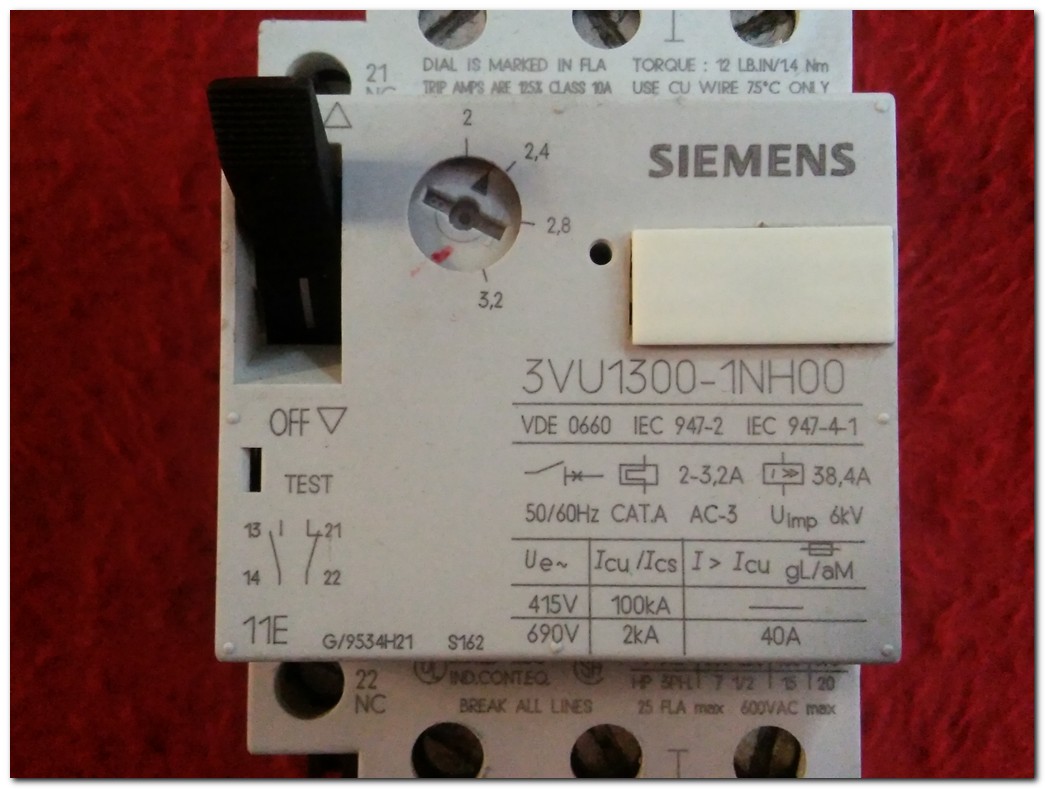 21
NC
DIAL IS MARKED IN FLA
TRIP AMPS ARE 125% CLASS 10A
TORQUE : 12 LB.IN/1.4 Nm
USE CU WIRE 75°C ONLY
2
2,4
2,8
3,2
SIEMENS
3VU1300-1NH00
VDE 0660 IEC 947-2 IEC 947-4-1
2-3,2A I >> 38,4A
50/60Hz CAT.A AC-3 Uimp 6kV
Ue~ Icu/Ics I > Icu gL/aM
415V 100kA —
690V 2kA 40A
OFF
TEST
13 21
14 22
11E
G/9534H21 S162
22
NC
IND.CONT.EQ.
BREAK ALL LINES
HP 3PH. 7 1/2 15 20
25 FLA max 600VAC max